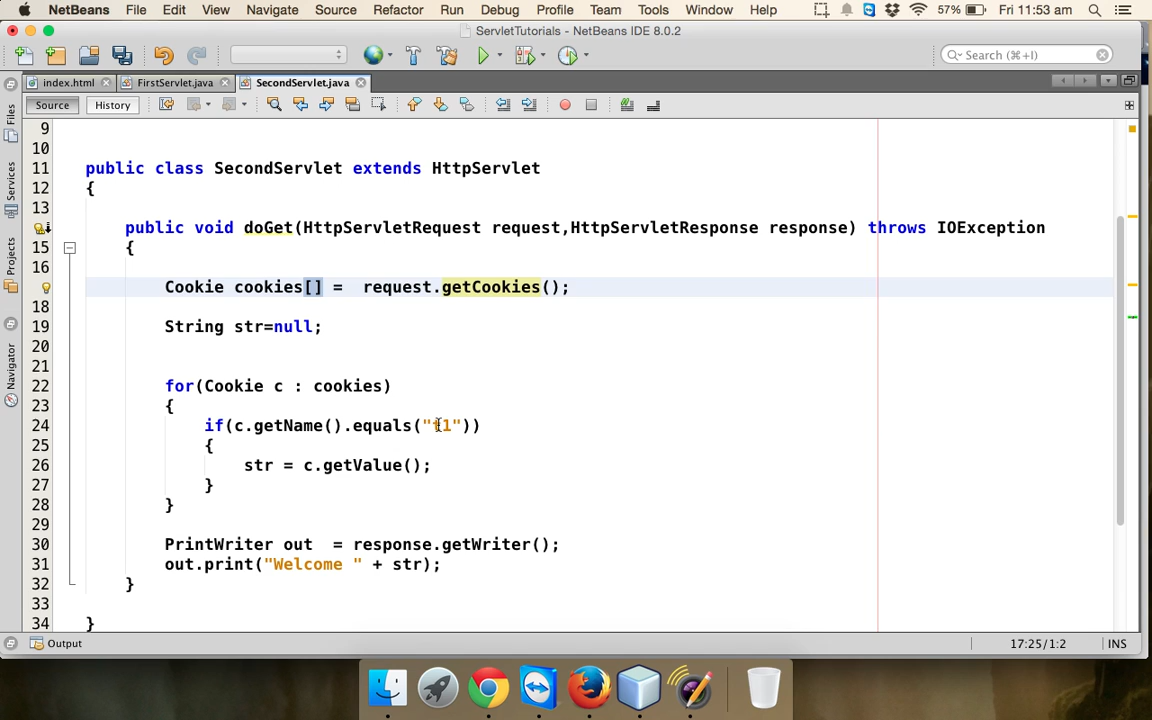 NetBeans File Edit View Navigate Source Refactor Run Debug Profile Team Tools Window Help 57% Fri 11:53 am
ServletTutorials - NetBeans IDE 8.0.2
Search (⌘+I)
index.html FirstServlet.java SecondServlet.java
Source History
Files
Services
Projects
Navigator
9
10
11 public class SecondServlet extends HttpServlet
12 {
13
public void doGet(HttpServletRequest request,HttpServletResponse response) throws IOException
15 {
16
Cookie cookies[] =  request.getCookies();
18
19 String str=null;
20
21
22 for(Cookie c : cookies)
23 {
24 if(c.getName().equals("t1"))
25 {
26 str = c.getValue();
27 }
28 }
29
30 PrintWriter out  = response.getWriter();
31 out.print("Welcome " + str);
32 }
33
34 }
Output 17:25/1:2 INS